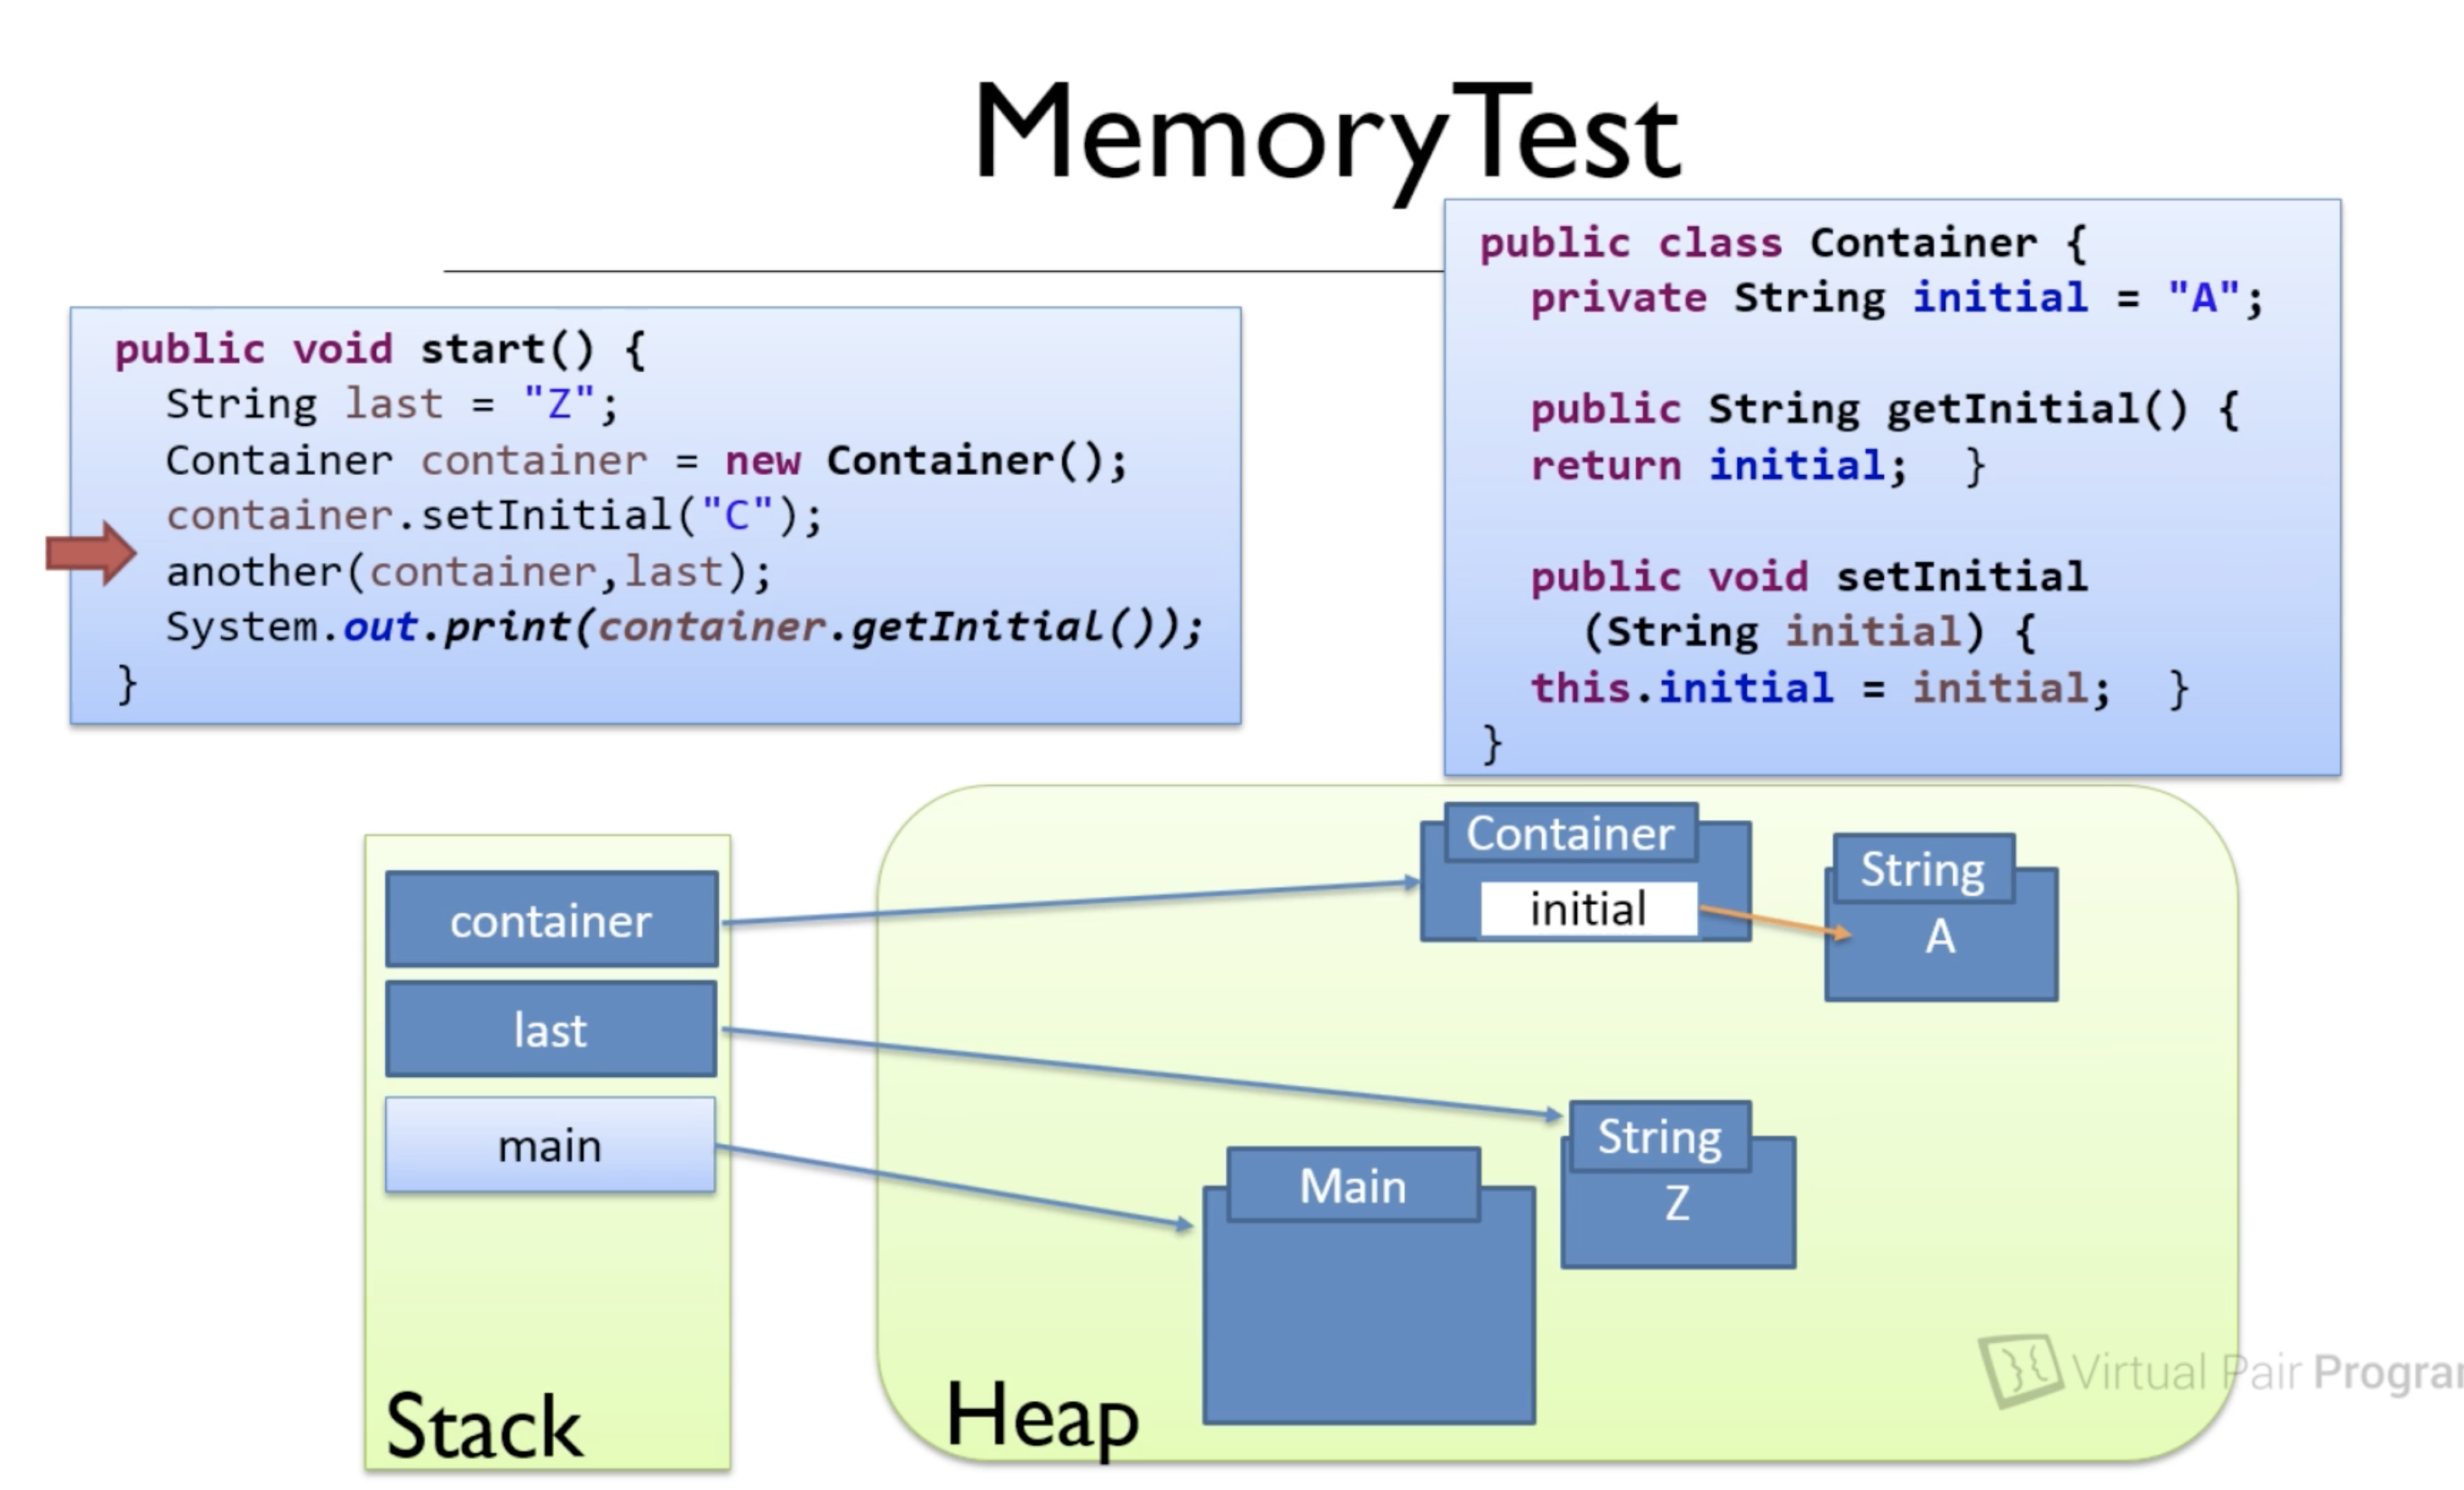 MemoryTest
public void start() {
String last = "Z";
Container container = new Container();
container.setInitial("C");
another(container,last);
System.out.print(container.getInitial());
}
public class Container {
private String initial = "A";
public String getInitial() {
return initial; }
public void setInitial
(String initial) {
this.initial = initial; }
}
container
last
main
Stack
Container
initial
String
A
String
Z
Main
Heap
Virtual Pair Program